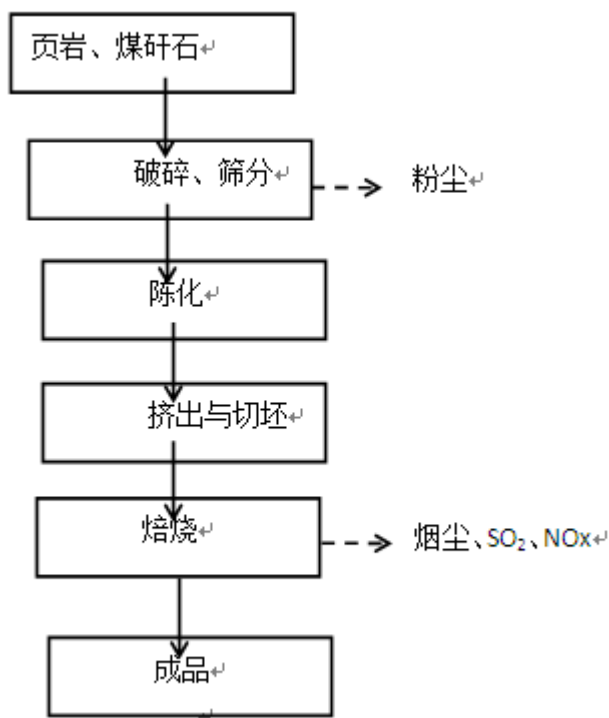 页岩、煤矸石
破碎、筛分
粉尘
陈化
挤出与切坯
焙烧
烟尘、SO₂、NOx
成品